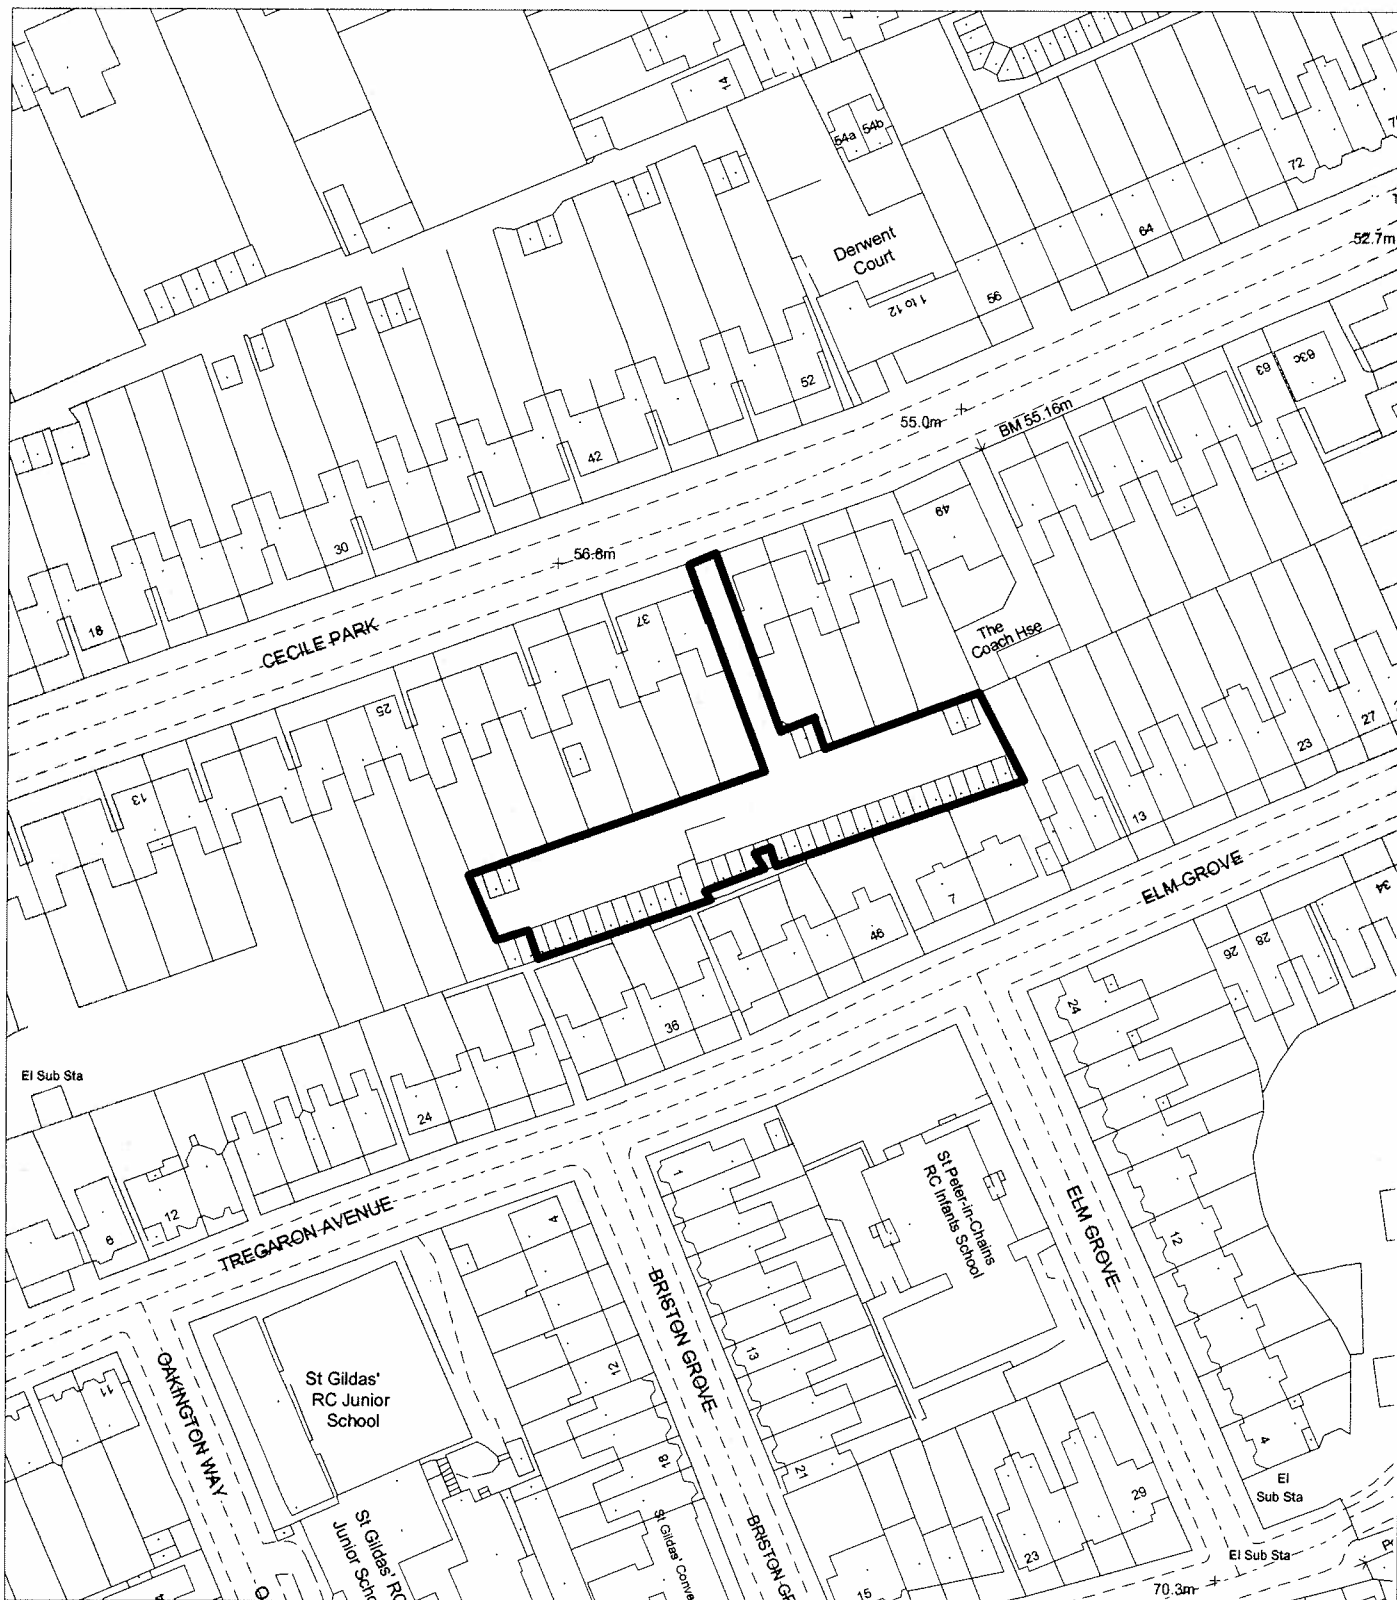 14
54a 54b
72
64
52.7m
Derwent
Court
1 to 12
56
52
55.0m
BM 55.16m
63
63c
42
30
18
56.8m
CECILE PARK
49
The
Coach Hse
37
25
13
27
23
13
7
46
36
24
ELM GROVE
34
28
26
24
El Sub Sta
12
6
TREGARON AVENUE
4
1
St Peter-in-Chains
RC Infants School
ELM GROVE
12
BRISTON GROVE
13
12
OAKINGTON WAY
11
St Gildas'
RC Junior
School
18
21
4
El
Sub Sta
29
23
15
St Gildas' RC
Junior Scho
St Gildas' Conve
BRISTON GR
El Sub Sta
70.3m